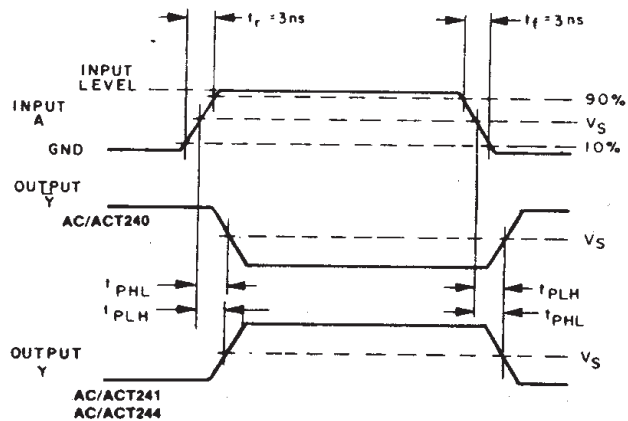 tr = 3ns
tf = 3ns
INPUT
LEVEL
90%
INPUT
A
VS
GND
10%
OUTPUT
Y̅
AC/ACT240
VS
tPHL
tPLH
tPLH
tPHL
OUTPUT
Y
VS
AC/ACT241
AC/ACT244